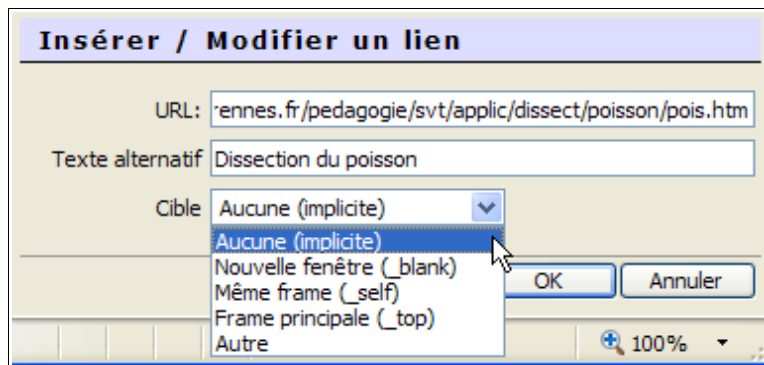 Insérer / Modifier un lien
URL: rennes.fr/pedagogie/svt/applic/dissect/poisson/pois.htm
Texte alternatif Dissection du poisson
Cible Aucune (implicite)
Aucune (implicite)
Nouvelle fenêtre (_blank)
Même frame (_self)
Frame principale (_top)
Autre
OK Annuler
100%